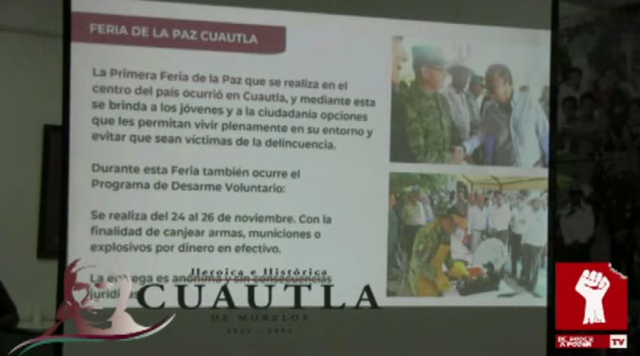 FERIA DE LA PAZ CUAUTLA
La Primera Feria de la Paz que se realiza en el
centro del país ocurrió en Cuautla, y mediante esta
se brinda a los jóvenes y a la ciudadanía opciones
que les permitan vivir plenamente en su entorno y
evitar que sean víctimas de la delincuencia.
Durante esta Feria también ocurre el
Programa de Desarme Voluntario:
Se realiza del 24 al 26 de noviembre. Con la
finalidad de canjear armas, municiones o
explosivos por dinero en efectivo.
La entrega es anónima y sin consecuencias
Heroica e Histórica
CUAUTLA
DE MORELOS
DE PODER
A PODER
TV